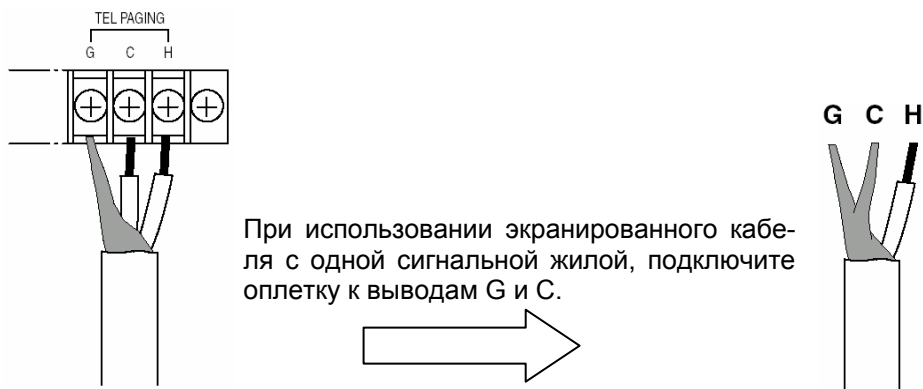 TEL PAGING
G C H
G C H
При использовании экранированного кабе-
ля с одной сигнальной жилой, подключите
оплетку к выводам G и C.